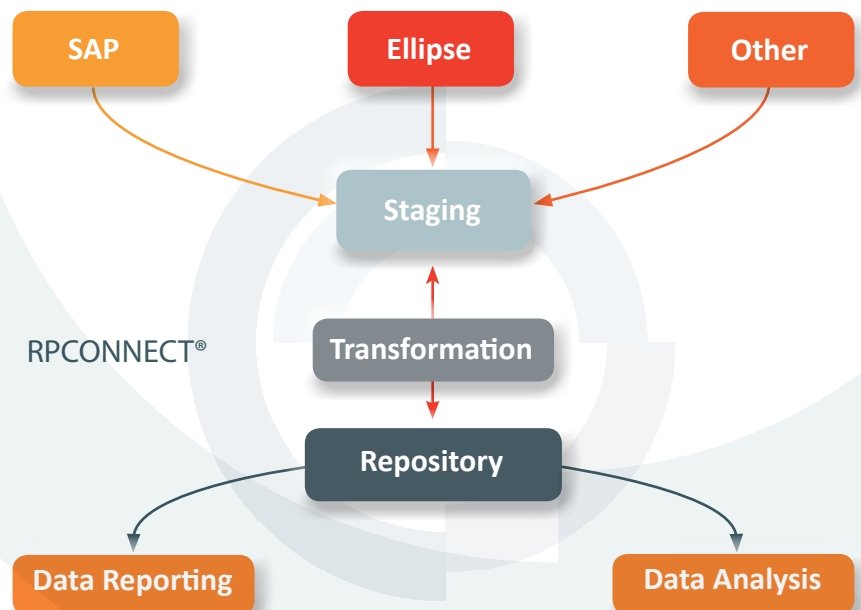 SAP
Ellipse
Other
Staging
Transformation
RPCONNECT®
Repository
Data Reporting
Data Analysis